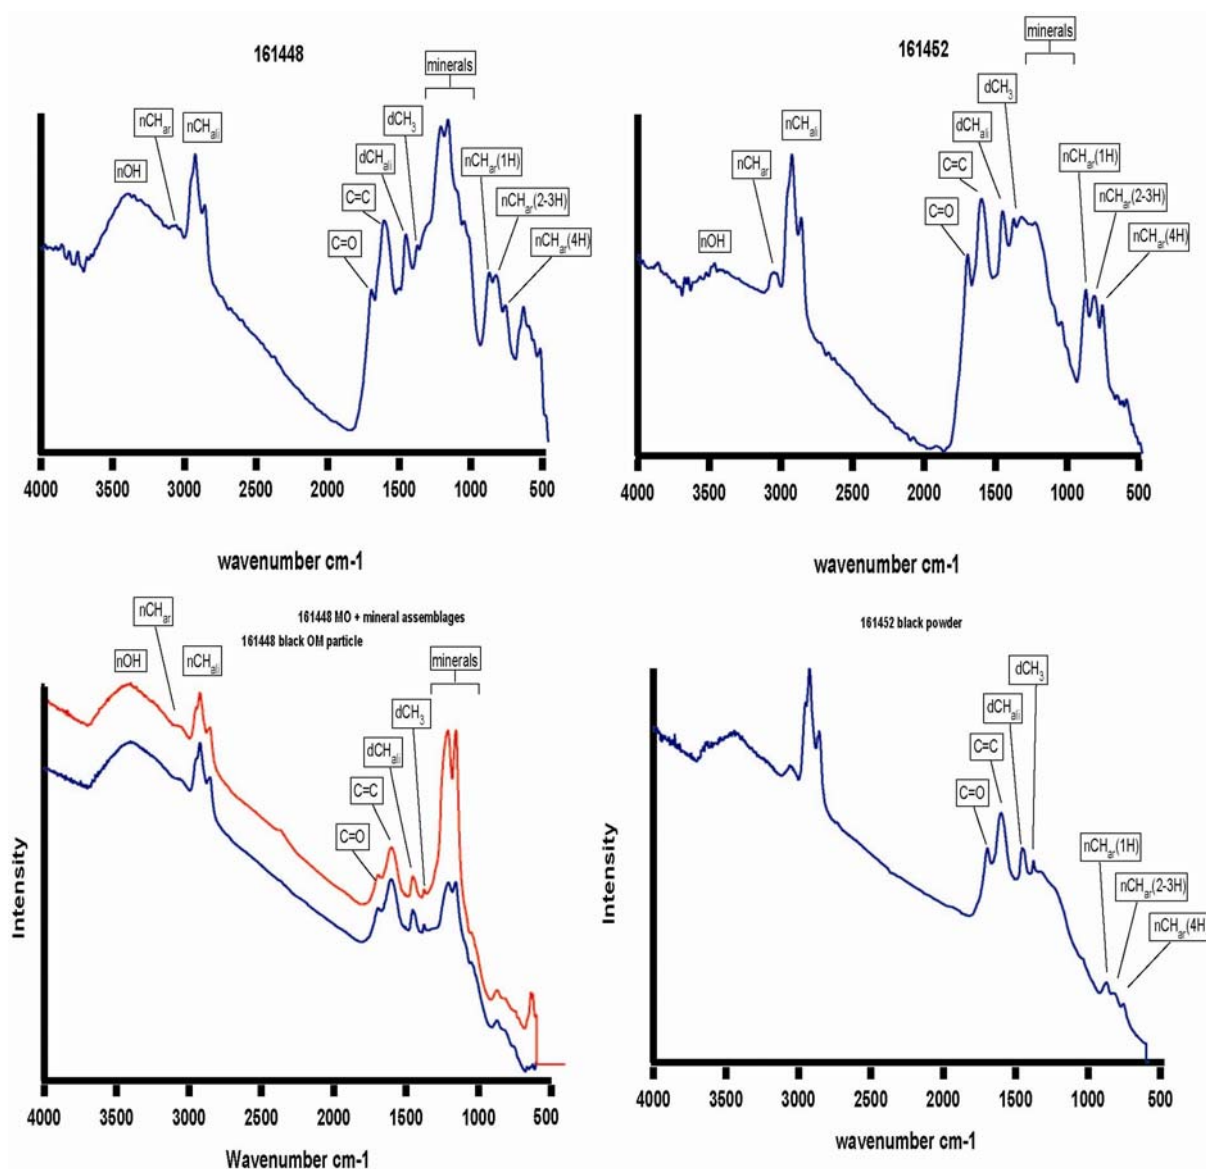 161448
minerals
dCH3
nCHar
nCHali
dCHali
nCHar(1H)
nOH
C=C
nCHar(2-3H)
C=O
nCHar(4H)
4000 3500 3000 2500 2000 1500 1000 500
wavenumber cm-1
minerals
161452
dCH3
nCHali
dCHali
nCHar
C=C
nCHar(1H)
nCHar(2-3H)
C=O
nOH
nCHar(4H)
4000 3500 3000 2500 2000 1500 1000 500
wavenumber cm-1
nCHar
161448 MO + mineral assemblages
161448 black OM particle
nOH
nCHali
minerals
dCH3
dCHali
C=C
C=O
Intensity
4000 3500 3000 2500 2000 1500 1000 500
Wavenumber cm-1
161452 black powder
dCH3
dCHali
C=C
C=O
nCHar(1H)
nCHar(2-3H)
nCHar(4H
Intensity
4000 3500 3000 2500 2000 1500 1000 500
wavenumber cm-1